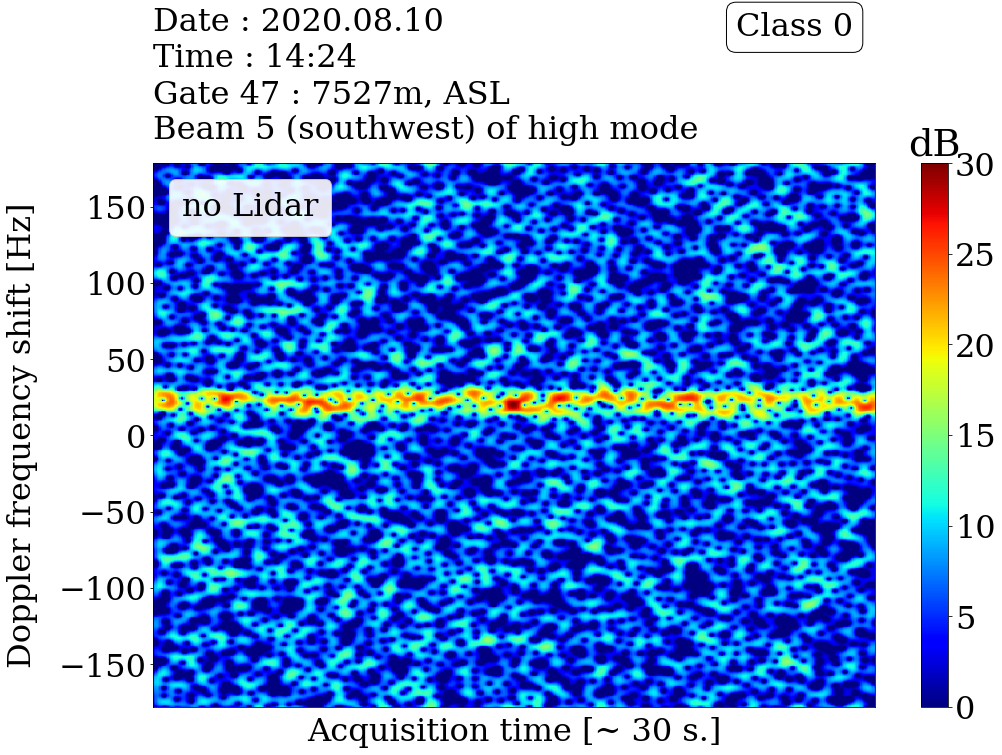 Date : 2020.08.10
Time : 14:24
Gate 47 : 7527m, ASL
Beam 5 (southwest) of high mode
Class 0
dB
no Lidar
Doppler frequency shift [Hz]
150
100
50
0
−50
−100
−150
30
25
20
15
10
5
0
Acquisition time [~ 30 s.]